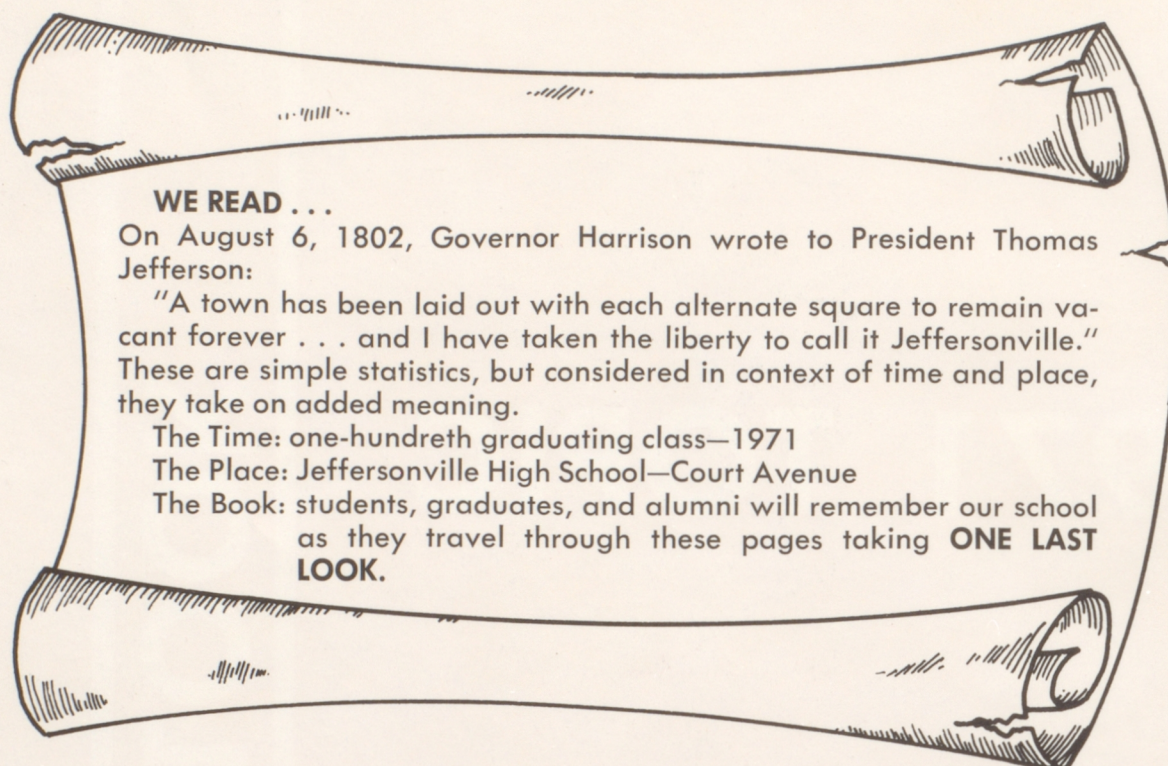 WE READ . . .
On August 6, 1802, Governor Harrison wrote to President Thomas
Jefferson:
"A town has been laid out with each alternate square to remain va-
cant forever . . . and I have taken the liberty to call it Jeffersonville."
These are simple statistics, but considered in context of time and place,
they take on added meaning.
The Time: one-hundreth graduating class—1971
The Place: Jeffersonville High School—Court Avenue
The Book: students, graduates, and alumni will remember our school
as they travel through these pages taking ONE LAST
LOOK.